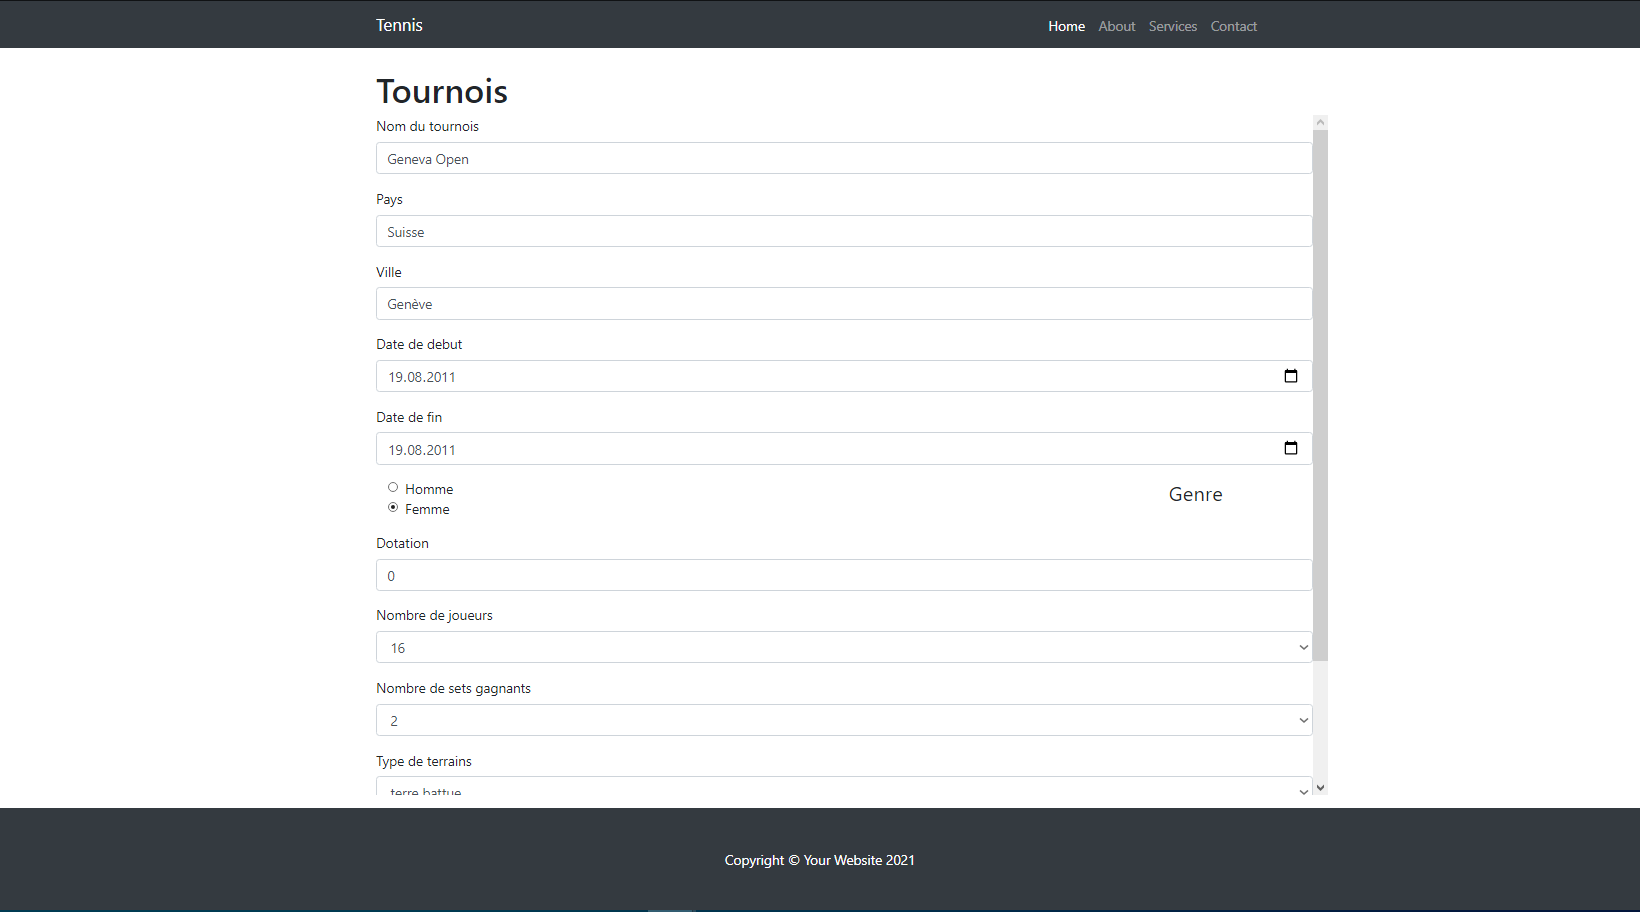 Tennis
Home About Services Contact
Tournois
Nom du tournois
Geneva Open
Pays
Suisse
Ville
Genève
Date de debut
19.08.2011
Date de fin
19.08.2011
Homme
Genre
Femme
Dotation
0
Nombre de joueurs
16
Nombre de sets gagnants
2
Type de terrains
terre battue
Copyright © Your Website 2021